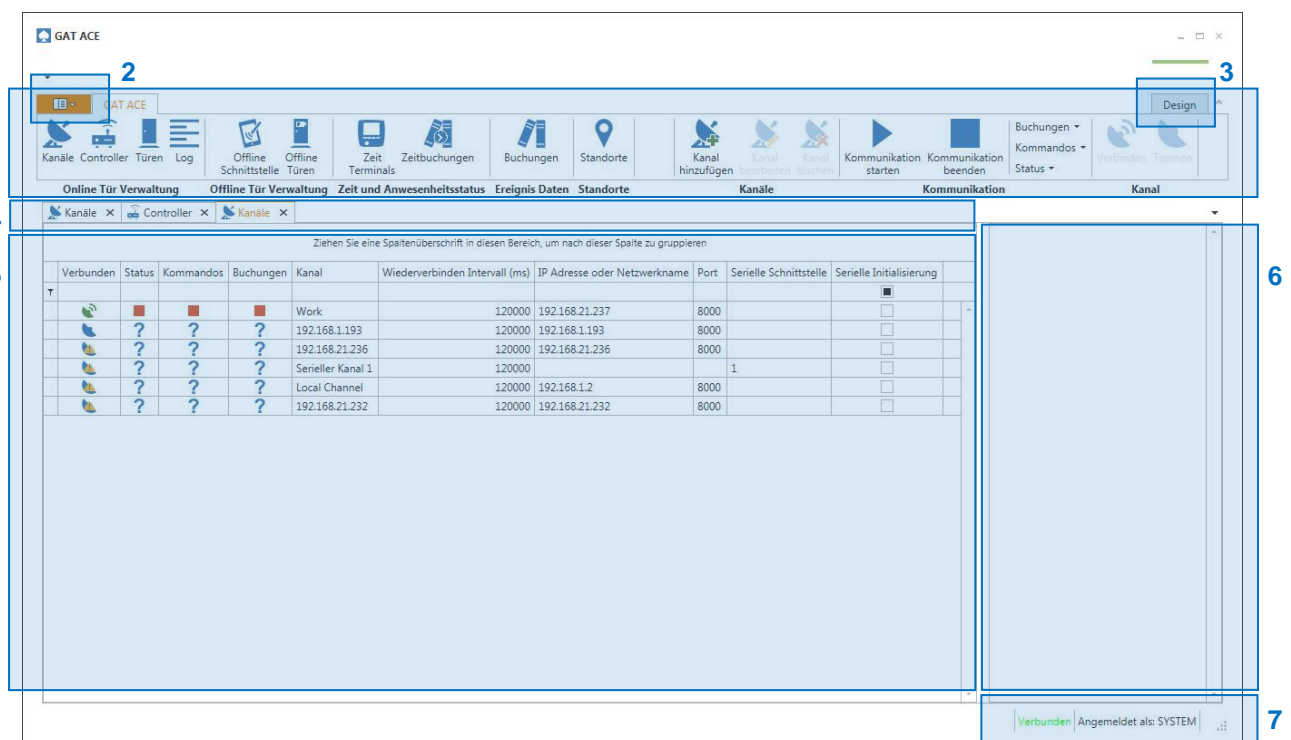 GAT ACE
2
3
GAT ACE
Design
Kanäle Controller Türen Log
Offline Schnittstelle
Offline Türen
Zeit Terminals
Zeitbuchungen
Buchungen
Standorte
Kanal hinzufügen
Kanal bearbeiten
Kanal löschen
Kommunikation starten
Kommunikation beenden
Buchungen
Kommandos
Status
Verbinden Trennen
Online Tür Verwaltung Offline Tür Verwaltung Zeit und Anwesenheitsstatus Ereignis Daten Standorte Kanäle Kommunikation Kanal
Kanäle Controller Kanäle
Ziehen Sie eine Spaltenüberschrift in diesen Bereich, um nach dieser Spalte zu gruppieren
Verbunden Status Kommandos Buchungen Kanal Wiederverbinden Intervall (ms) IP Adresse oder Netzwerkname Port Serielle Schnittstelle Serielle Initialisierung
6
Work 120000 192.168.21.237 8000
? ? ? 192.168.1.193 120000 192.168.1.193 8000
? ? ? 192.168.21.236 120000 192.168.21.236 8000
? ? ? Serieller Kanal 1 120000 1
? ? ? Local Channel 120000 192.168.1.2 8000
? ? ? 192.168.21.232 120000 192.168.21.232 8000
Verbunden Angemeldet als: SYSTEM
7